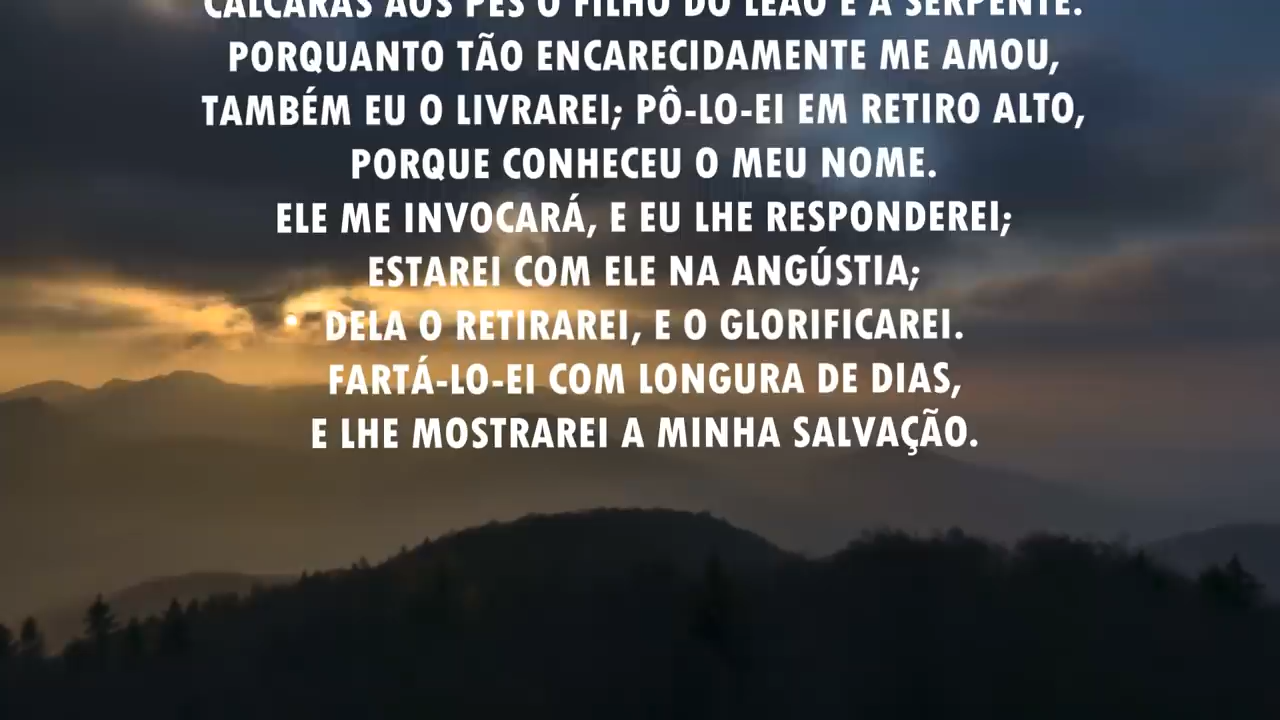 CALCARÁS AOS PÉS O FILHO DO LEÃO E A SERPENTE.
PORQUANTO TÃO ENCARECIDAMENTE ME AMOU,
TAMBÉM EU O LIVRAREI; PÔ-LO-EI EM RETIRO ALTO,
PORQUE CONHECEU O MEU NOME.
ELE ME INVOCARÁ, E EU LHE RESPONDEREI;
ESTAREI COM ELE NA ANGÚSTIA;
DELA O RETIRAREI, E O GLORIFICAREI.
FARTÁ-LO-EI COM LONGURA DE DIAS,
E LHE MOSTRAREI A MINHA SALVAÇÃO.